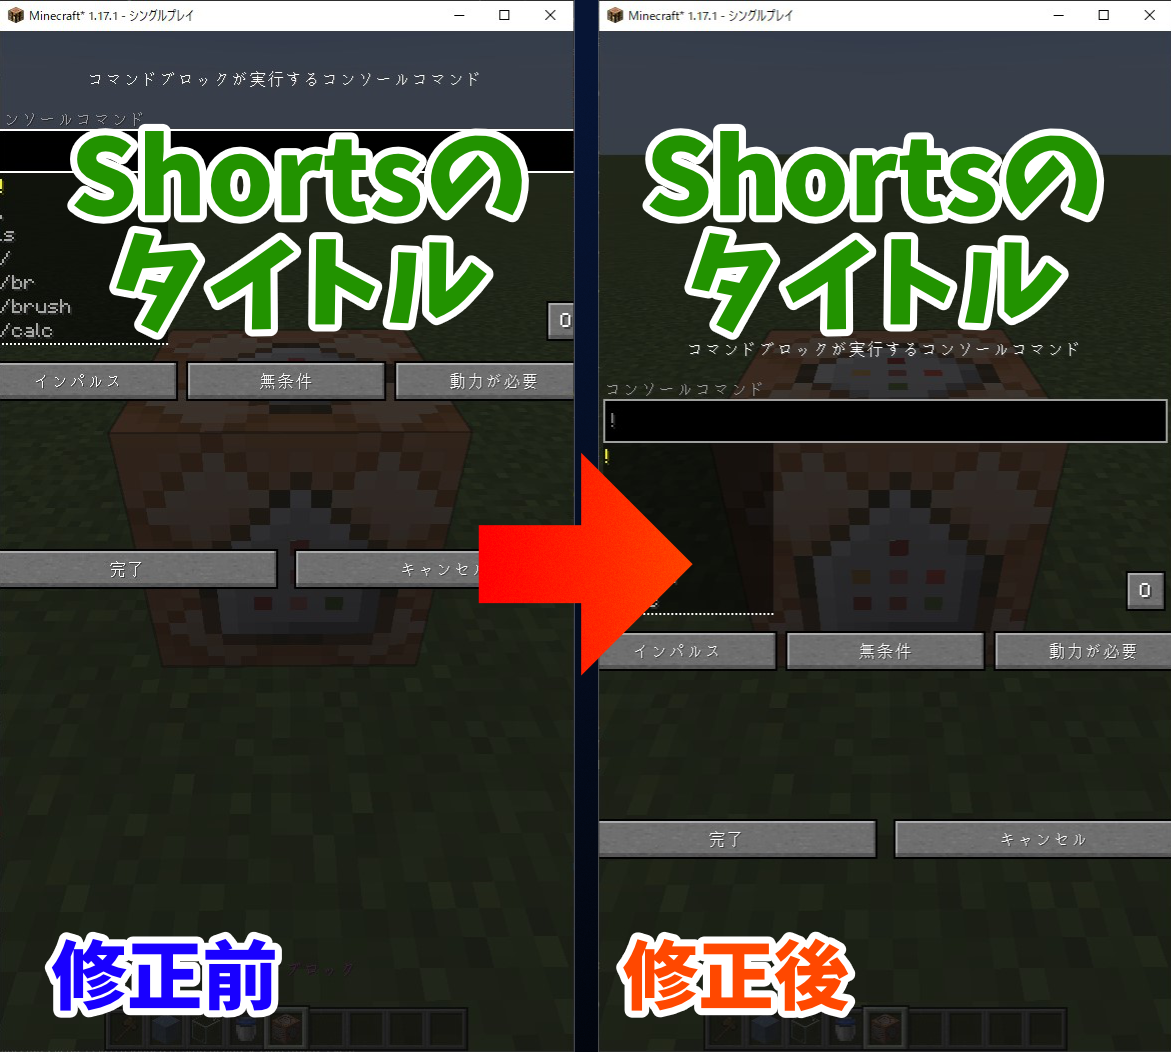 Minecraft* 1.17.1 - シングルプレイ
コマンドブロックが実行するコンソールコマンド
ンソールコマンド
Shortsの
タイトル
!
s
/
/br
/brush
/calc
0
インパルス
無条件
動力が必要
完了
キャンセル
ブロック
修正前
Minecraft* 1.17.1 - シングルプレイ
Shortsの
タイトル
コマンドブロックが実行するコンソールコマンド
コンソールコマンド
!
!
0
インパルス
無条件
動力が必要
完了
キャンセル
修正後